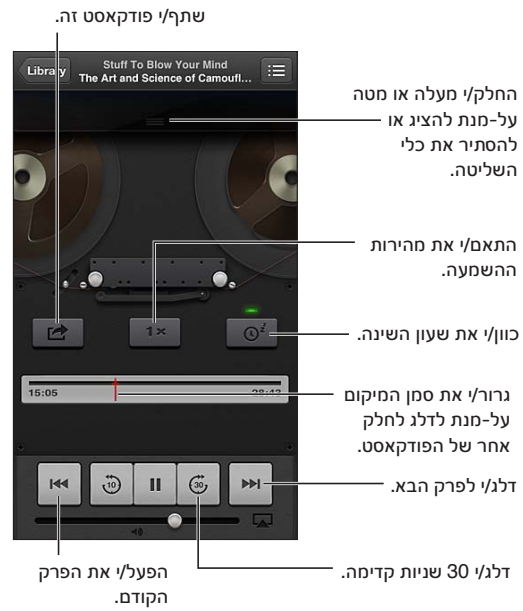 שתף/י פודקאסט זה.
Library
Stuff To Blow Your Mind
The Art and Science of Camoufl...
החלק/י מעלה או מטה
על-מנת להציג או
להסתיר את כלי
השליטה.
התאם/י את מהירות
ההשמעה.
1×
z
כוון/י את שעון השינה.
גרור/י את סמן המיקום
על-מנת לדלג לחלק
אחר של הפודקאסט.
15:05
10
30
דלג/י לפרק הבא.
דלג/י 30 שניות קדימה.
הפעל/י את הפרק
הקודם.